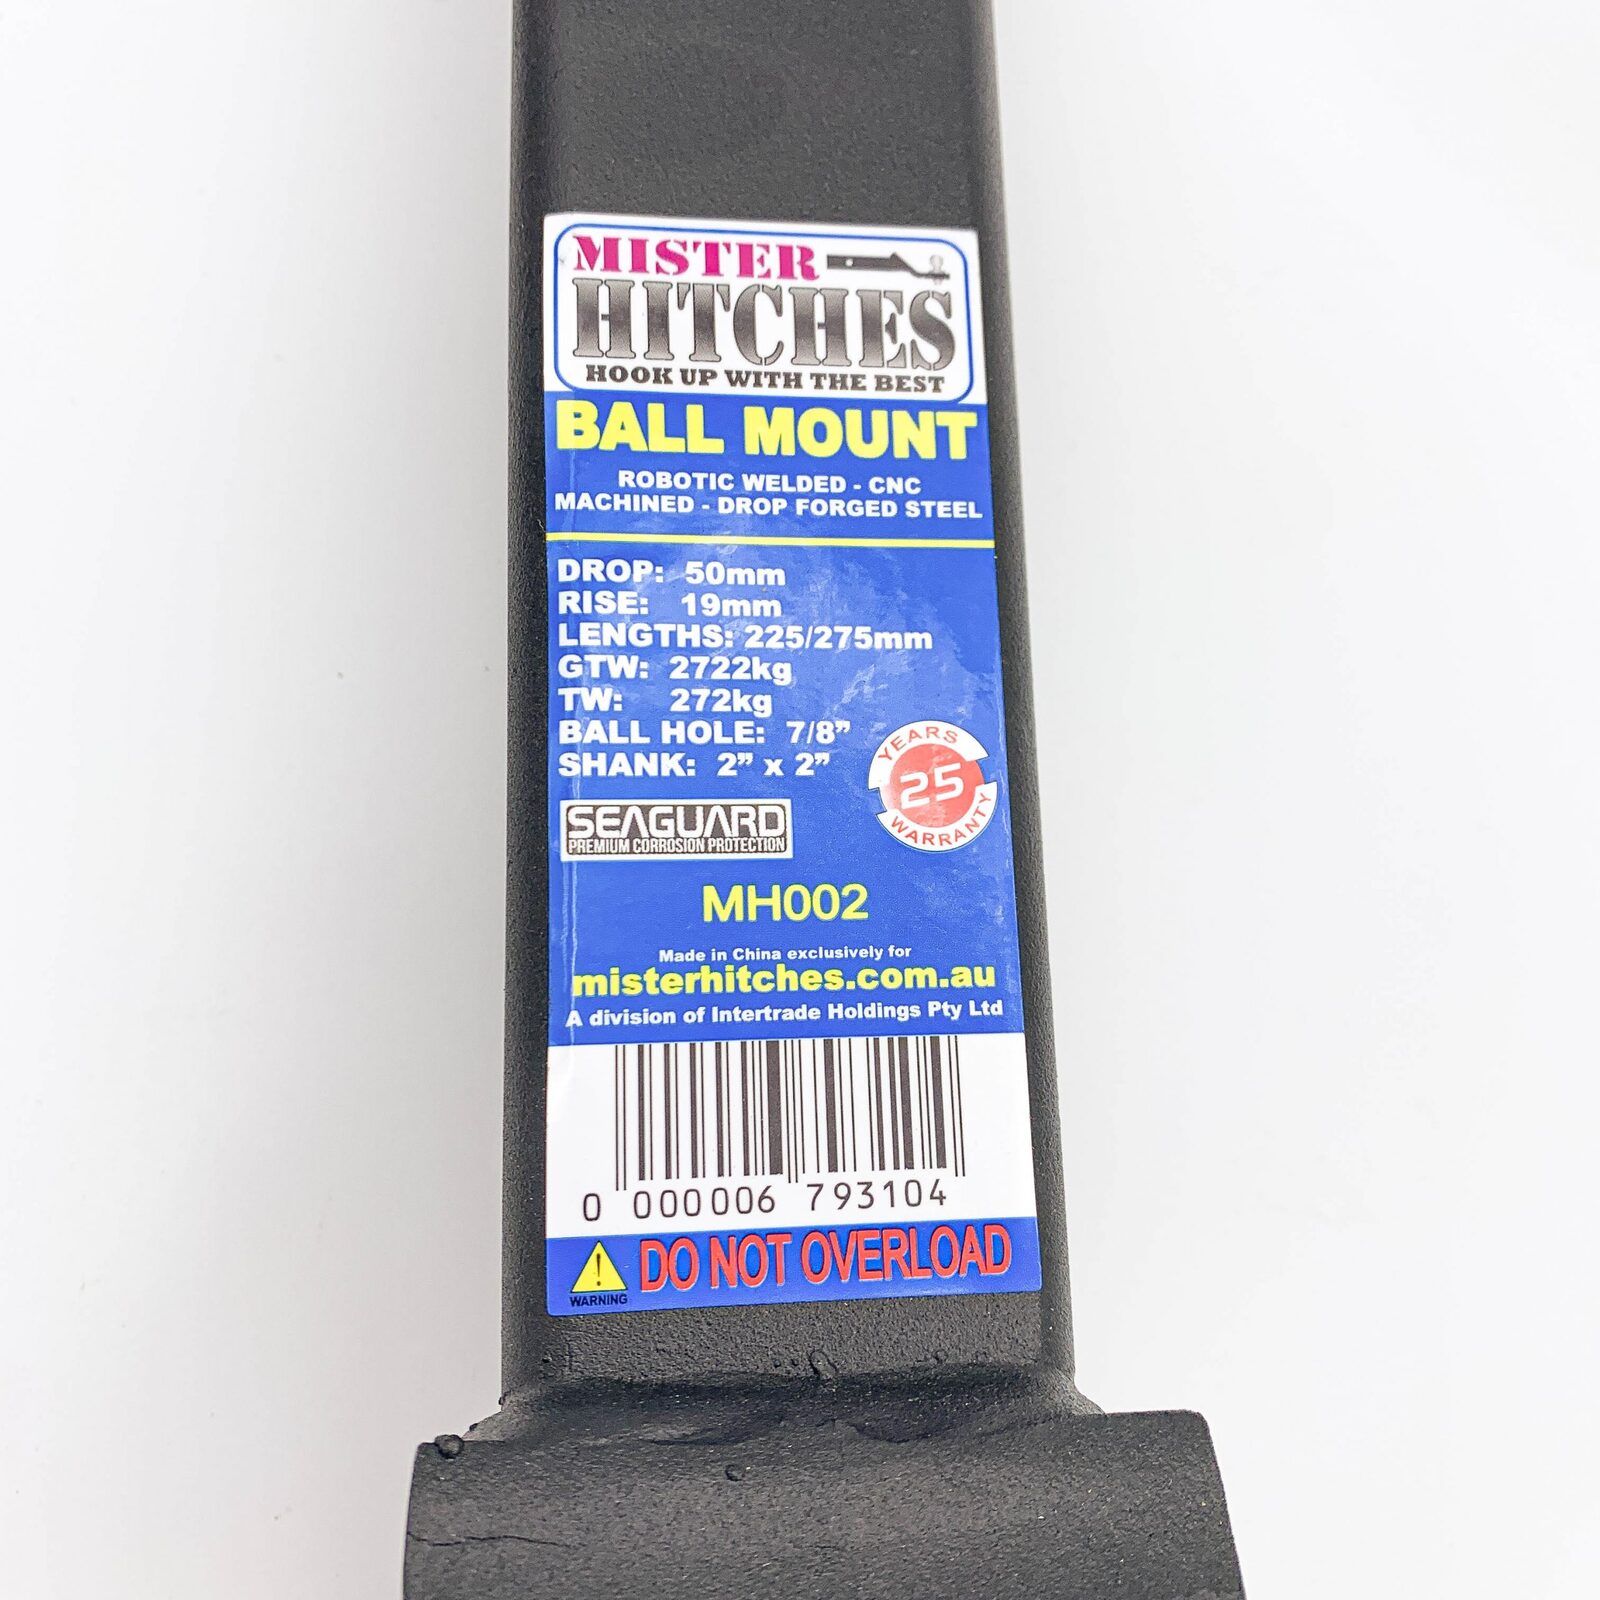 MISTER
HITCHES
HOOK UP WITH THE BEST
BALL MOUNT
ROBOTIC WELDED - CNC
MACHINED - DROP FORGED STEEL
DROP: 50mm
RISE: 19mm
LENGTHS: 225/275mm
GTW: 2722kg
TW: 272kg
BALL HOLE: 7/8”
SHANK: 2” x 2”
YEARS
25
WARRANTY
SEAGUARD
PREMIUM CORROSION PROTECTION
MH002
Made in China exclusively for
misterhitches.com.au
A division of Intertrade Holdings Pty Ltd
0 000006 793104
WARNING
DO NOT OVERLOAD